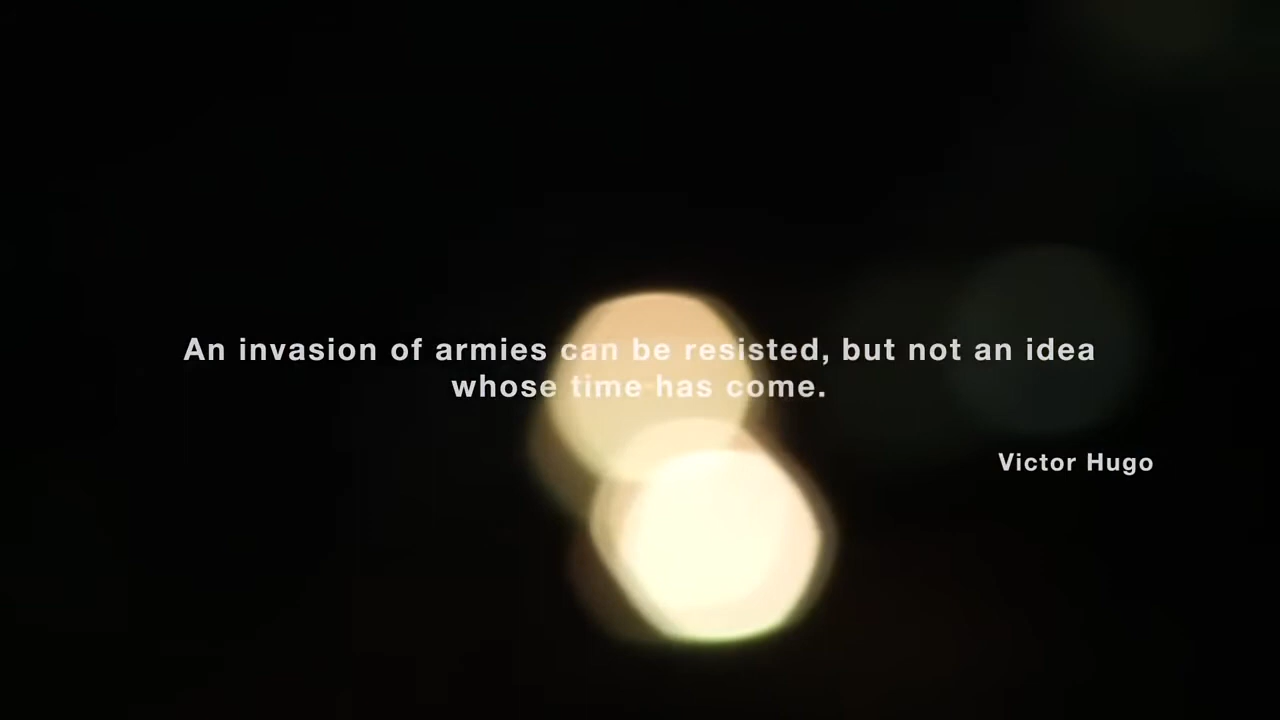 An invasion of armies can be resisted, but not an idea
whose time has come.
Victor Hugo